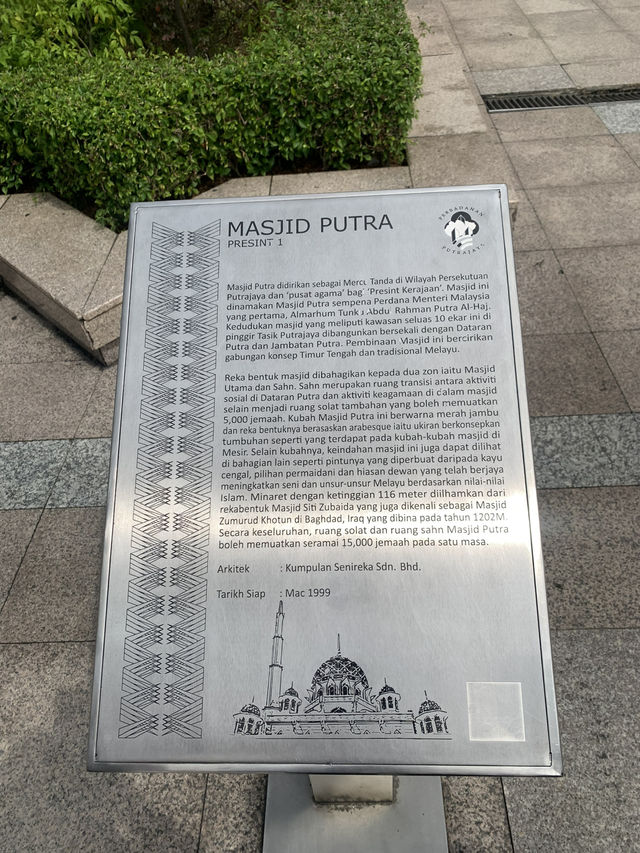 MASJID PUTRA
PRESINT 1
PERBADANAN
PUTRAJAYA
Masjid Putra didirikan sebagai Mercu Tanda di Wilayah Persekutuan
Putrajaya dan 'pusat agama' bag 'Presint Kerajaan'. Masjid ini
dinamakan Masjid Putra sempena Perdana Menteri Malaysia
yang pertama, Almarhum Tunku Abdu Rahman Putra Al-Haj.
Kedudukan masjid yang meliputi kawasan seluas 10 ekar ini di
pinggir Tasik Putrajaya dibangunkan bersekali dengan Dataran
Putra dan Jambatan Putra. Pembinaan Masjid ini bercirikan
gabungan konsep Timur Tengah dan tradisional Melayu.
Reka bentuk masjid dibahagikan kepada dua zon iaitu Masjid
Utama dan Sahn. Sahn merupakan ruang transisi antara aktiviti
sosial di Dataran Putra dan aktiviti keagamaan di dalam masjid
selain menjadi ruang solat tambahan yang boleh memuatkan
5,000 jemaah. Kubah Masjid Putra ini berwarna merah jambu
dan reka bentuknya berasaskan arabesque iaitu ukiran berkonsepkan
tumbuhan seperti yang terdapat pada kubah-kubah masjid di
Mesir. Selain kubahnya, keindahan masjid ini juga dapat dilihat
di bahagian lain seperti pintunya yang diperbuat daripada kayu
cengal, pilihan permaidani dan hiasan dewan yang telah berjaya
meningkatkan seni dan unsur-unsur Melayu berdasarkan nilai-nilai
Islam. Minaret dengan ketinggian 116 meter diilhamkan dari
rekabentuk Masjid Siti Zubaida yang juga dikenali sebagai Masjid
Zumurud Khotun di Baghdad, Iraq yang dibina pada tahun 1202M.
Secara keseluruhan, ruang solat dan ruang sahn Masjid Putra
boleh memuatkan seramai 15,000 jemaah pada satu masa.
Arkitek : Kumpulan Senireka Sdn. Bhd.
Tarikh Siap : Mac 1999